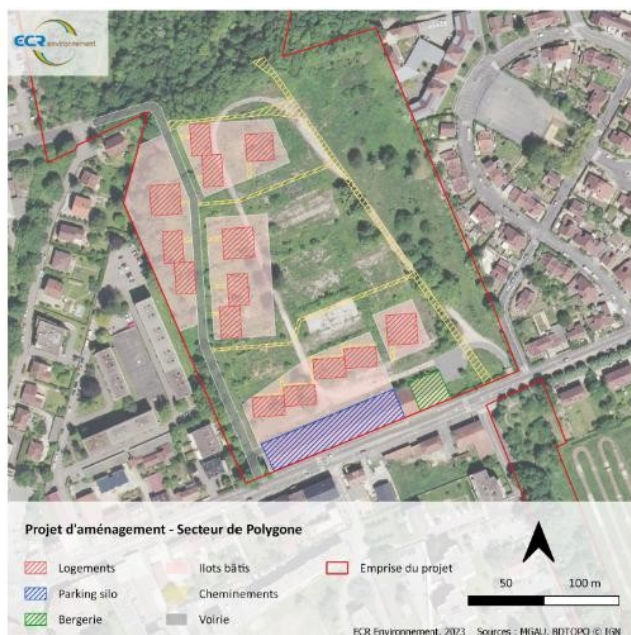 ECR environnement
Projet d'aménagement - Secteur de Polygone
Logements
Ilots bâtis
Emprise du projet
Parking silo
Cheminements
Bergerie
Voirie
50 100 m
ECR Environnement, 2023 Sources : MGAU, BDTOPO © IGN